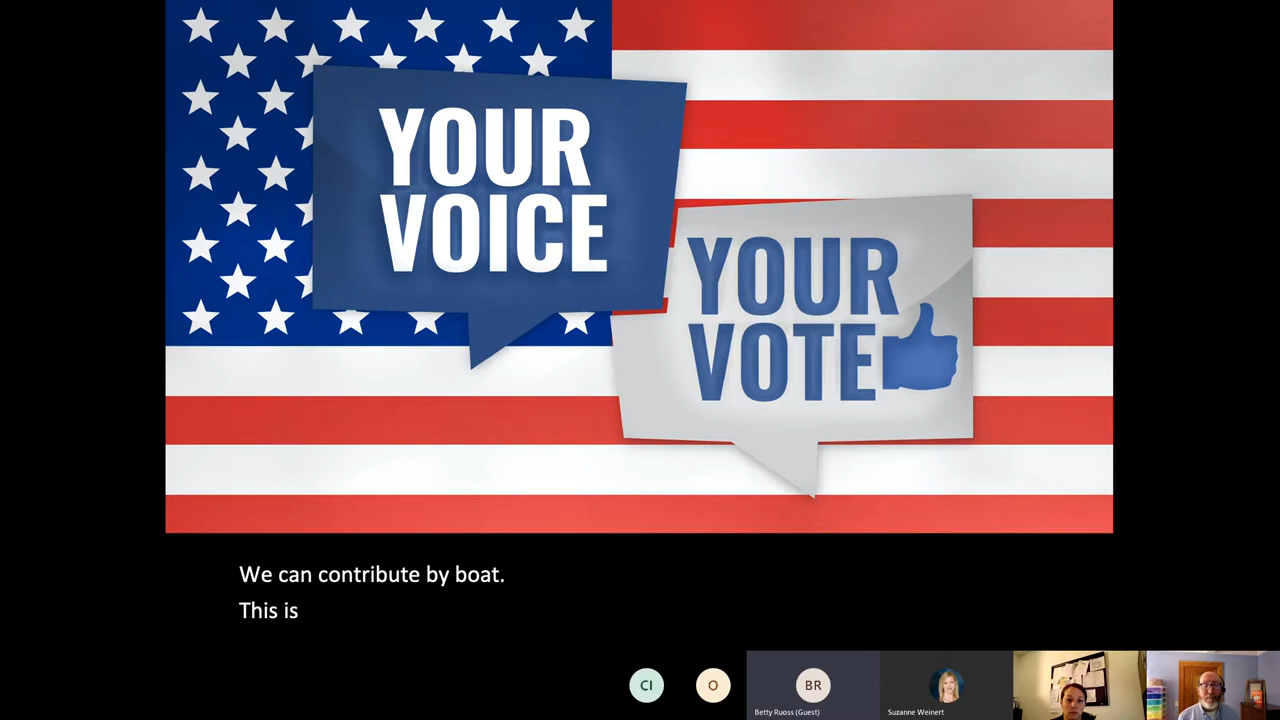 YOUR
VOICE
YOUR
VOTE
We can contribute by boat.
This is
CI
O
BR
Betty Ruoss (Guest)
Suzanne Weinert